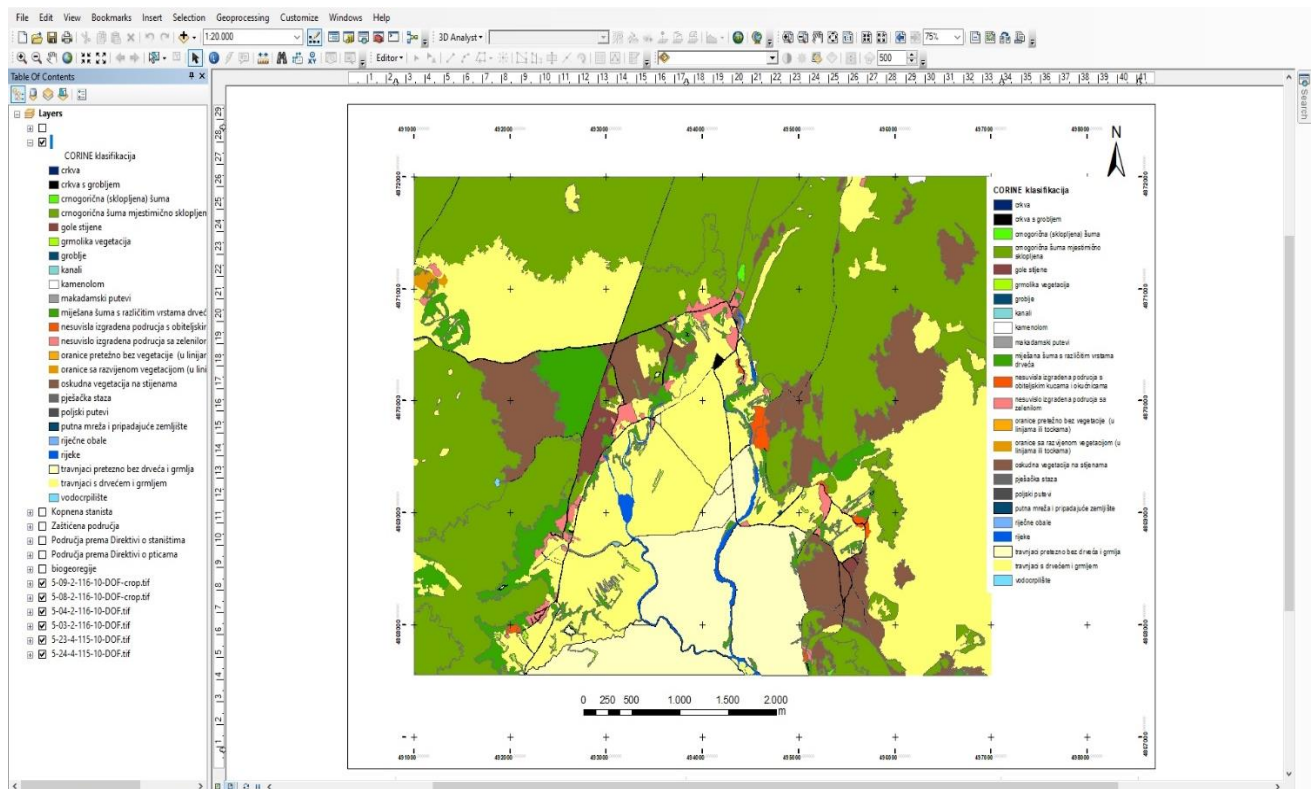 File Edit View Bookmarks Insert Selection Geoprocessing Customize Windows Help
1:20.000 3D Analyst 75%
Editor 500
Table Of Contents
Search
Layers
CORINE klasifikacija
crkva
crkva s grobljem
crnogorična (sklopljena) šuma
crnogorična šuma mjestimično sklopljen
gole stijene
grmolika vegetacija
groblje
kanali
kamenolom
makadamski putevi
miješana šuma s različitim vrstama drveć
nesuvislo izgrađena područja s obiteljskir
nesuvislo izgrađena područja sa zelenilor
oranice pretežno bez vegetacije (u linijar
oranice sa razvijenom vegetacijom (u lini
oskudna vegetacija na stijenama
pješačka staza
poljski putevi
putna mreža i pripadajuće zemljište
riječne obale
rijeke
travnjaci pretezno bez drveća i grmlja
travnjaci s drvećem i grmljem
vodocrpilište
Kopnena stanista
Zaštićena područja
Područja prema Direktivi o staništima
Područja prema Direktivi o pticama
biogeoregije
5-09-2-116-10-DOF-crop.tif
5-08-2-116-10-DOF-crop.tif
5-04-2-116-10-DOF.tif
5-03-2-116-10-DOF.tif
5-23-4-115-10-DOF.tif
5-24-4-115-10-DOF.tif
N
CORINE klasifikacija
crkva
crkva s grobljem
crnogorična (sklopljena) šuma
crnogorična šuma mjestimično
sklopljena
gole stijene
grmolika vegetacija
groblje
kanali
kamenolom
makadamski putevi
miješana šuma s različitim vrstama
drveća
nesuvislo izgrađena područja s
obiteljskim kucama i okućnicama
nesuvislo izgrađena područja sa
zelenilom
oranice pretežno bez vegetacije (u
linijama ili tockama)
oranice sa razvijenom vegetacijom (u
linijama ili tockama)
oskudna vegetacija na stijenama
pješačka staza
poljski putevi
putna mreža i pripadajuće zemljište
riječne obale
rijeke
travnjaci pretezno bez drveća i grmlja
travnjaci s drvećem i grmljem
vodocrpilište
0 250 500 1.000 1.500 2.000
m